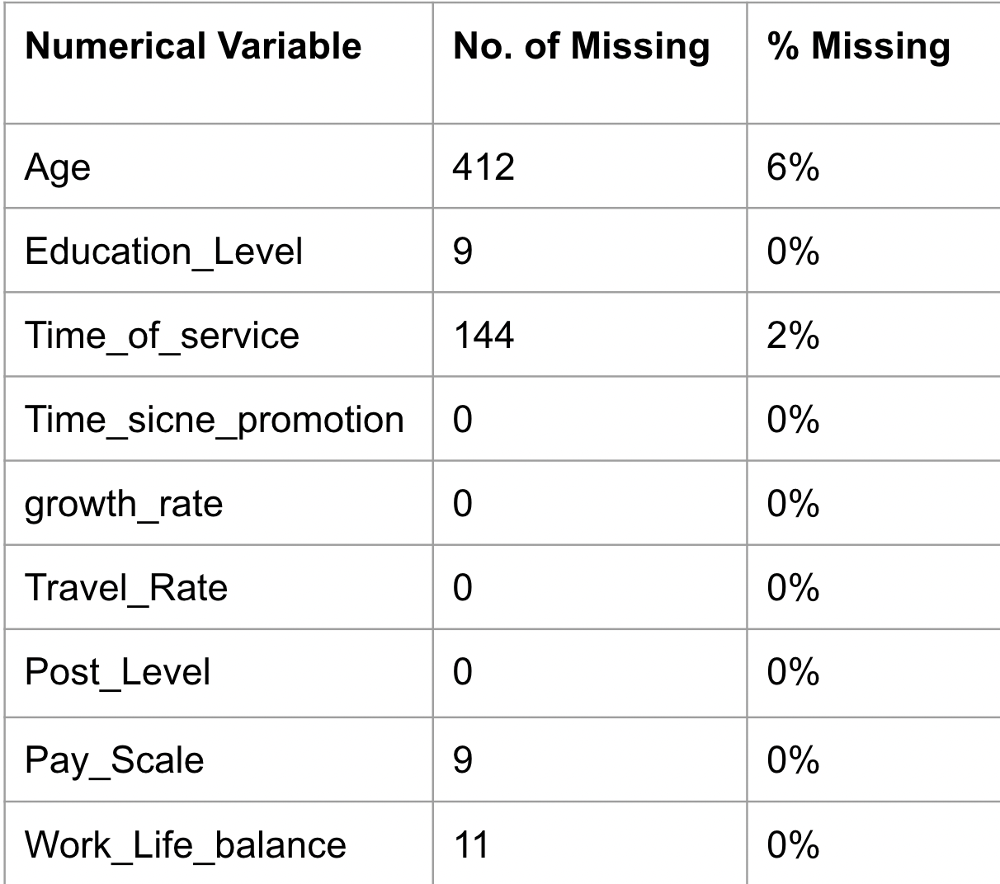 Numerical Variable No. of Missing % Missing
Age 412 6%
Education_Level 9 0%
Time_of_service 144 2%
Time_sicne_promotion 0 0%
growth_rate 0 0%
Travel_Rate 0 0%
Post_Level 0 0%
Pay_Scale 9 0%
Work_Life_balance 11 0%